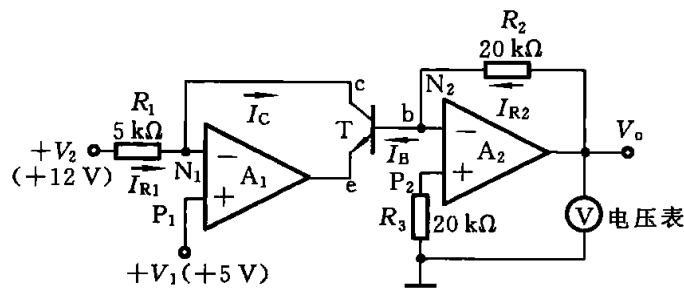 R₂
20 kΩ
c
N₂
I_C
I_R2
R₁
T
b
5 kΩ
−
−
V_o
+V₂
I_B
A₂
(+12 V)
I_R1
N₁
A₁
P₂
+
P₁
+
e
R₃
20 kΩ
V
电压表
+V₁(+5 V)